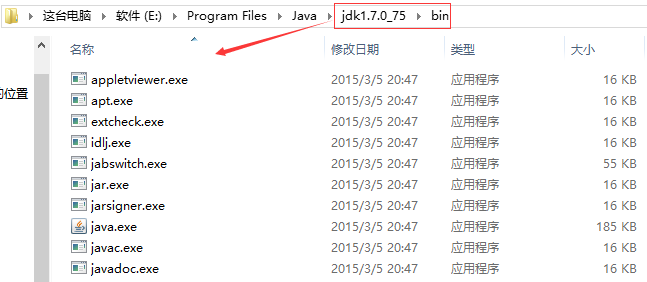 这台电脑 软件 (E:) Program Files Java jdk1.7.0_75 bin
名称 修改日期 类型 大小
的位置
appletviewer.exe 2015/3/5 20:47 应用程序 16 KB
apt.exe 2015/3/5 20:47 应用程序 16 KB
extcheck.exe 2015/3/5 20:47 应用程序 16 KB
idlj.exe 2015/3/5 20:47 应用程序 16 KB
jabswitch.exe 2015/3/5 20:47 应用程序 55 KB
jar.exe 2015/3/5 20:47 应用程序 16 KB
jarsigner.exe 2015/3/5 20:47 应用程序 16 KB
java.exe 2015/3/5 20:47 应用程序 185 KB
javac.exe 2015/3/5 20:47 应用程序 16 KB
javadoc.exe 2015/3/5 20:47 应用程序 16 KB